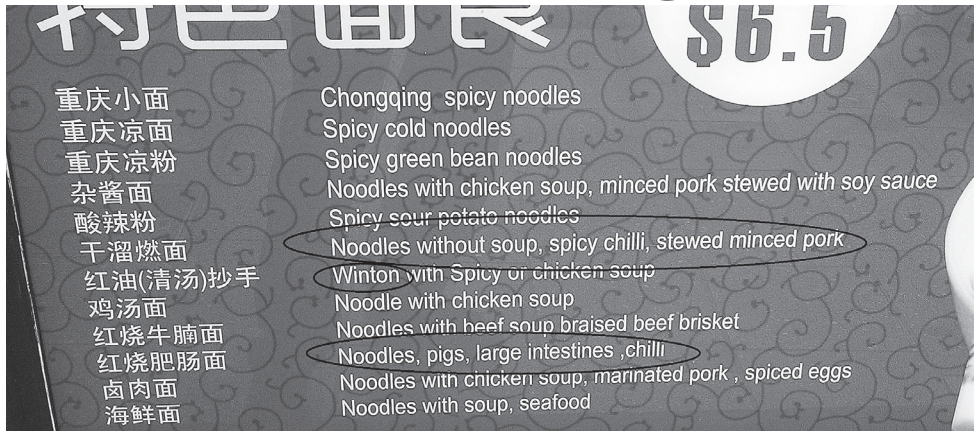 特色面食
$6.5
重庆小面 Chongqing spicy noodles
重庆凉面 Spicy cold noodles
重庆凉粉 Spicy green bean noodles
杂酱面 Noodles with chicken soup, minced pork stewed with soy sauce
酸辣粉 Spicy sour potato noodles
干溜燃面 Noodles without soup, spicy chilli, stewed minced pork
红油(清汤)抄手 Winton with Spicy or chicken soup
鸡汤面 Noodle with chicken soup
红烧牛腩面 Noodles with beef soup braised beef brisket
红烧肥肠面 Noodles, pigs, large intestines ,chilli
卤肉面 Noodles with chicken soup, marinated pork , spiced eggs
海鲜面 Noodles with soup, seafood